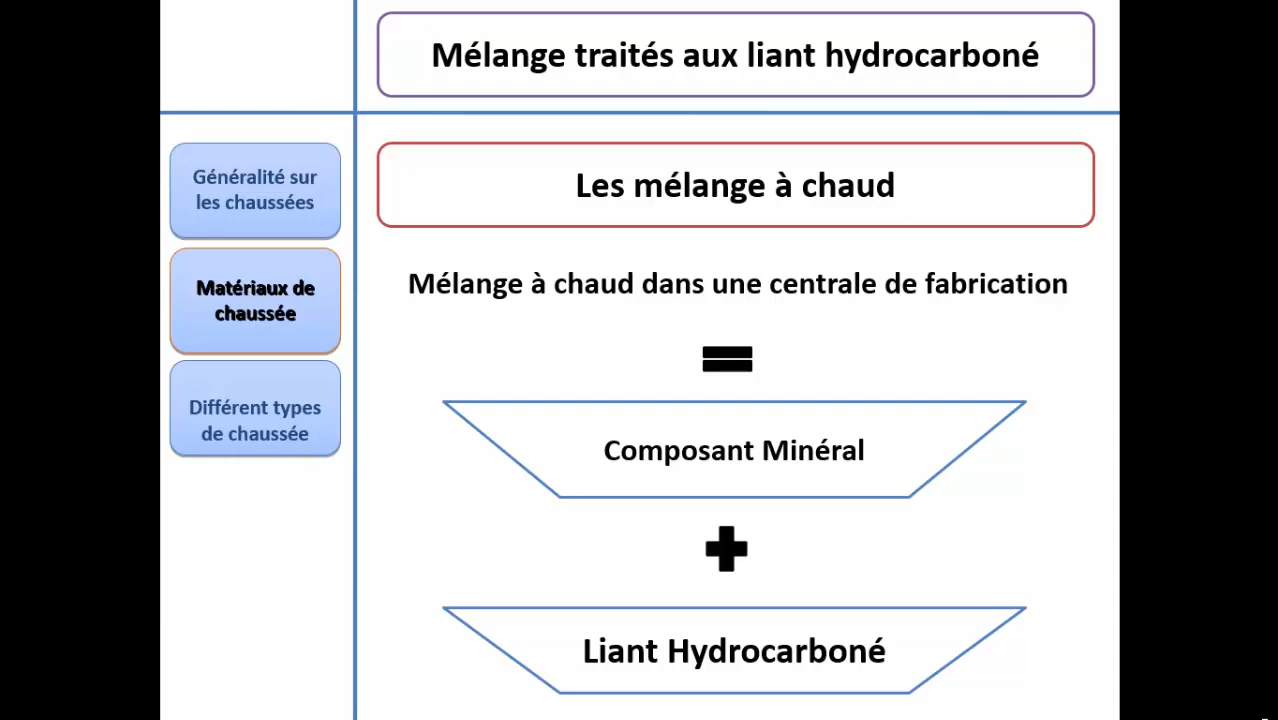 Mélange traités aux liant hydrocarboné
Généralité sur
les chaussées
Matériaux de
chaussée
Différent types
de chaussée
Les mélange à chaud
Mélange à chaud dans une centrale de fabrication
=
Composant Minéral
+
Liant Hydrocarboné